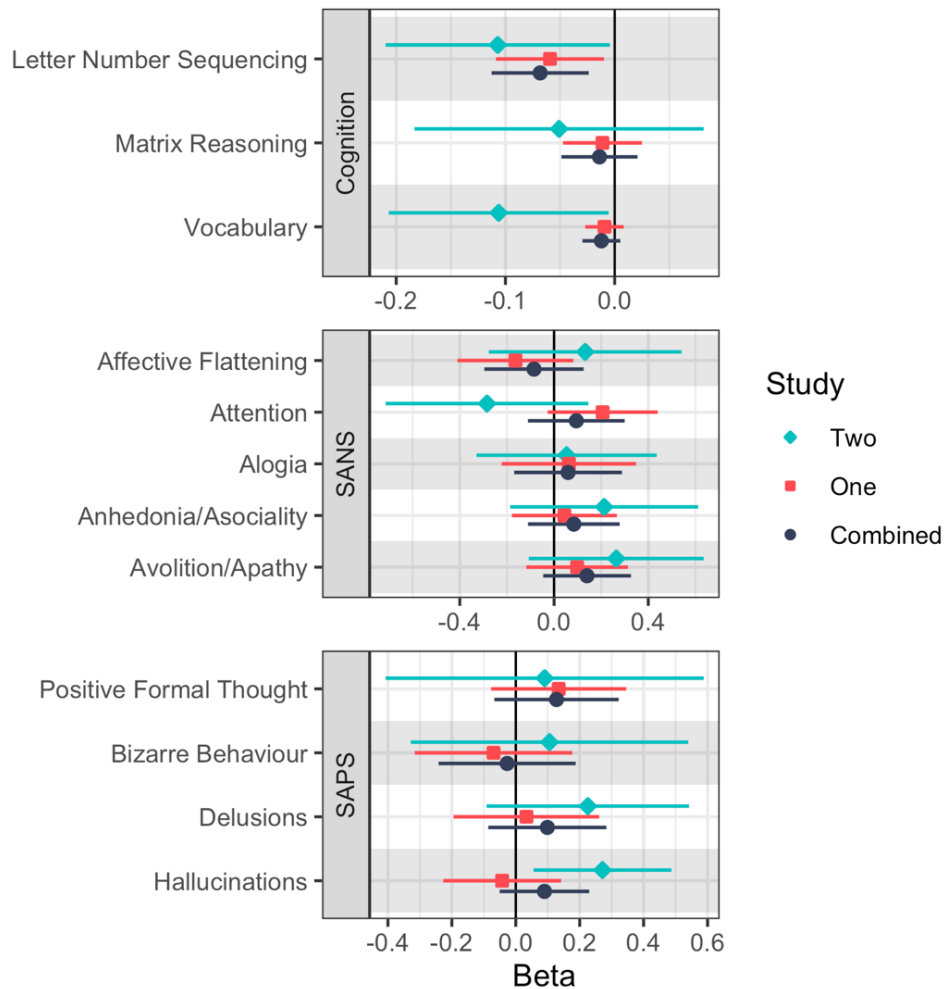 Cognition
Letter Number Sequencing
Matrix Reasoning
Vocabulary
-0.2 -0.1 0.0
SANS
Affective Flattening
Attention
Alogia
Anhedonia/Asociality
Avolition/Apathy
-0.4 0.0 0.4
SAPS
Positive Formal Thought
Bizarre Behaviour
Delusions
Hallucinations
-0.4 -0.2 0.0 0.2 0.4 0.6
Beta
Study
Two
One
Combined